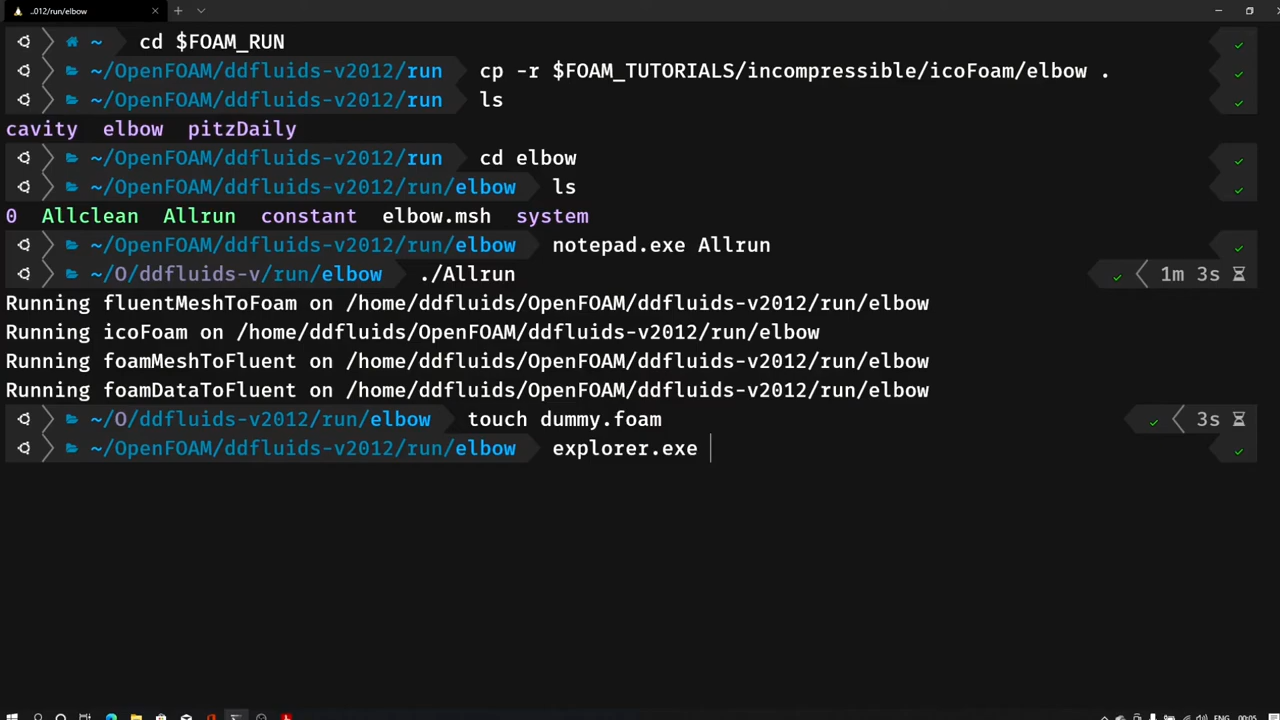 ..012/run/elbow
~ cd $FOAM_RUN
~/OpenFOAM/ddfluids-v2012/run cp -r $FOAM_TUTORIALS/incompressible/icoFoam/elbow .
~/OpenFOAM/ddfluids-v2012/run ls
cavity elbow pitzDaily
~/OpenFOAM/ddfluids-v2012/run cd elbow
~/OpenFOAM/ddfluids-v2012/run/elbow ls
0 Allclean Allrun constant elbow.msh system
~/OpenFOAM/ddfluids-v2012/run/elbow notepad.exe Allrun
~/O/ddfluids-v/run/elbow ./Allrun 1m 3s
Running fluentMeshToFoam on /home/ddfluids/OpenFOAM/ddfluids-v2012/run/elbow
Running icoFoam on /home/ddfluids/OpenFOAM/ddfluids-v2012/run/elbow
Running foamMeshToFluent on /home/ddfluids/OpenFOAM/ddfluids-v2012/run/elbow
Running foamDataToFluent on /home/ddfluids/OpenFOAM/ddfluids-v2012/run/elbow
~/O/ddfluids-v2012/run/elbow touch dummy.foam 3s
~/OpenFOAM/ddfluids-v2012/run/elbow explorer.exe
ENG 00:05